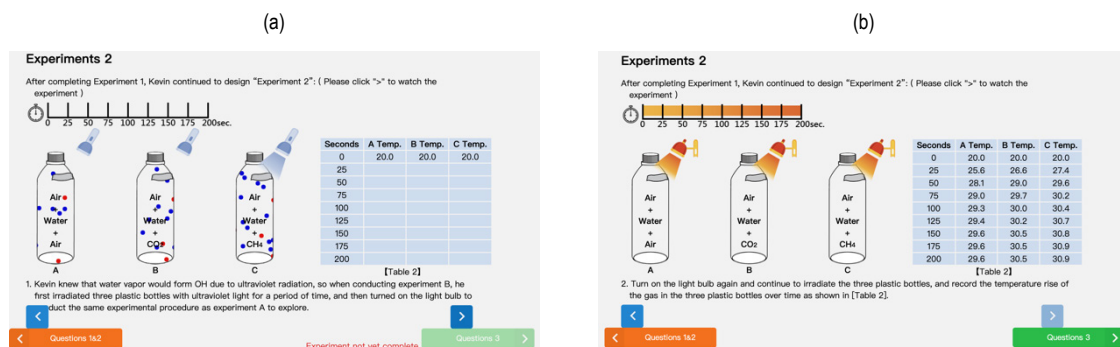 (a)
Experiments 2
After completing Experiment 1, Kevin continued to design “Experiment 2”: ( Please click ">" to watch the
experiment )
0 25 50 75 100 125 150 175 200sec.
Air
+
Water
+
Air
A
Air
+
Water
+
CO2
B
Air
+
Water
+
CH4
C
Seconds A Temp. B Temp. C Temp.
0 20.0 20.0 20.0
25
50
75
100
125
150
175
200
【Table 2】
1. Kevin knew that water vapor would form OH due to ultraviolet radiation, so when conducting experiment B, he
first irradiated three plastic bottles with ultraviolet light for a period of time, and then turned on the light bulb to
duct the same experimental procedure as experiment A to explore.
< >
< Questions 1&2
Experiment not yet complete
Questions 3 >
(b)
Experiments 2
After completing Experiment 1, Kevin continued to design “Experiment 2”: ( Please click ">" to watch the
experiment )
0 25 50 75 100 125 150 175 200sec.
Air
+
Water
+
Air
A
Air
+
Water
+
CO2
B
Air
+
Water
+
CH4
C
Seconds A Temp. B Temp. C Temp.
0 20.0 20.0 20.0
25 25.6 26.6 27.4
50 28.1 29.0 29.6
75 29.0 29.7 30.2
100 29.3 30.0 30.4
125 29.4 30.2 30.7
150 29.6 30.5 30.8
175 29.6 30.5 30.9
200 29.6 30.5 30.9
【Table 2】
2. Turn on the light bulb again and continue to irradiate the three plastic bottles, and record the temperature rise of
the gas in the three plastic bottles over time as shown in [Table 2].
< >
< Questions 1&2
Questions 3 >